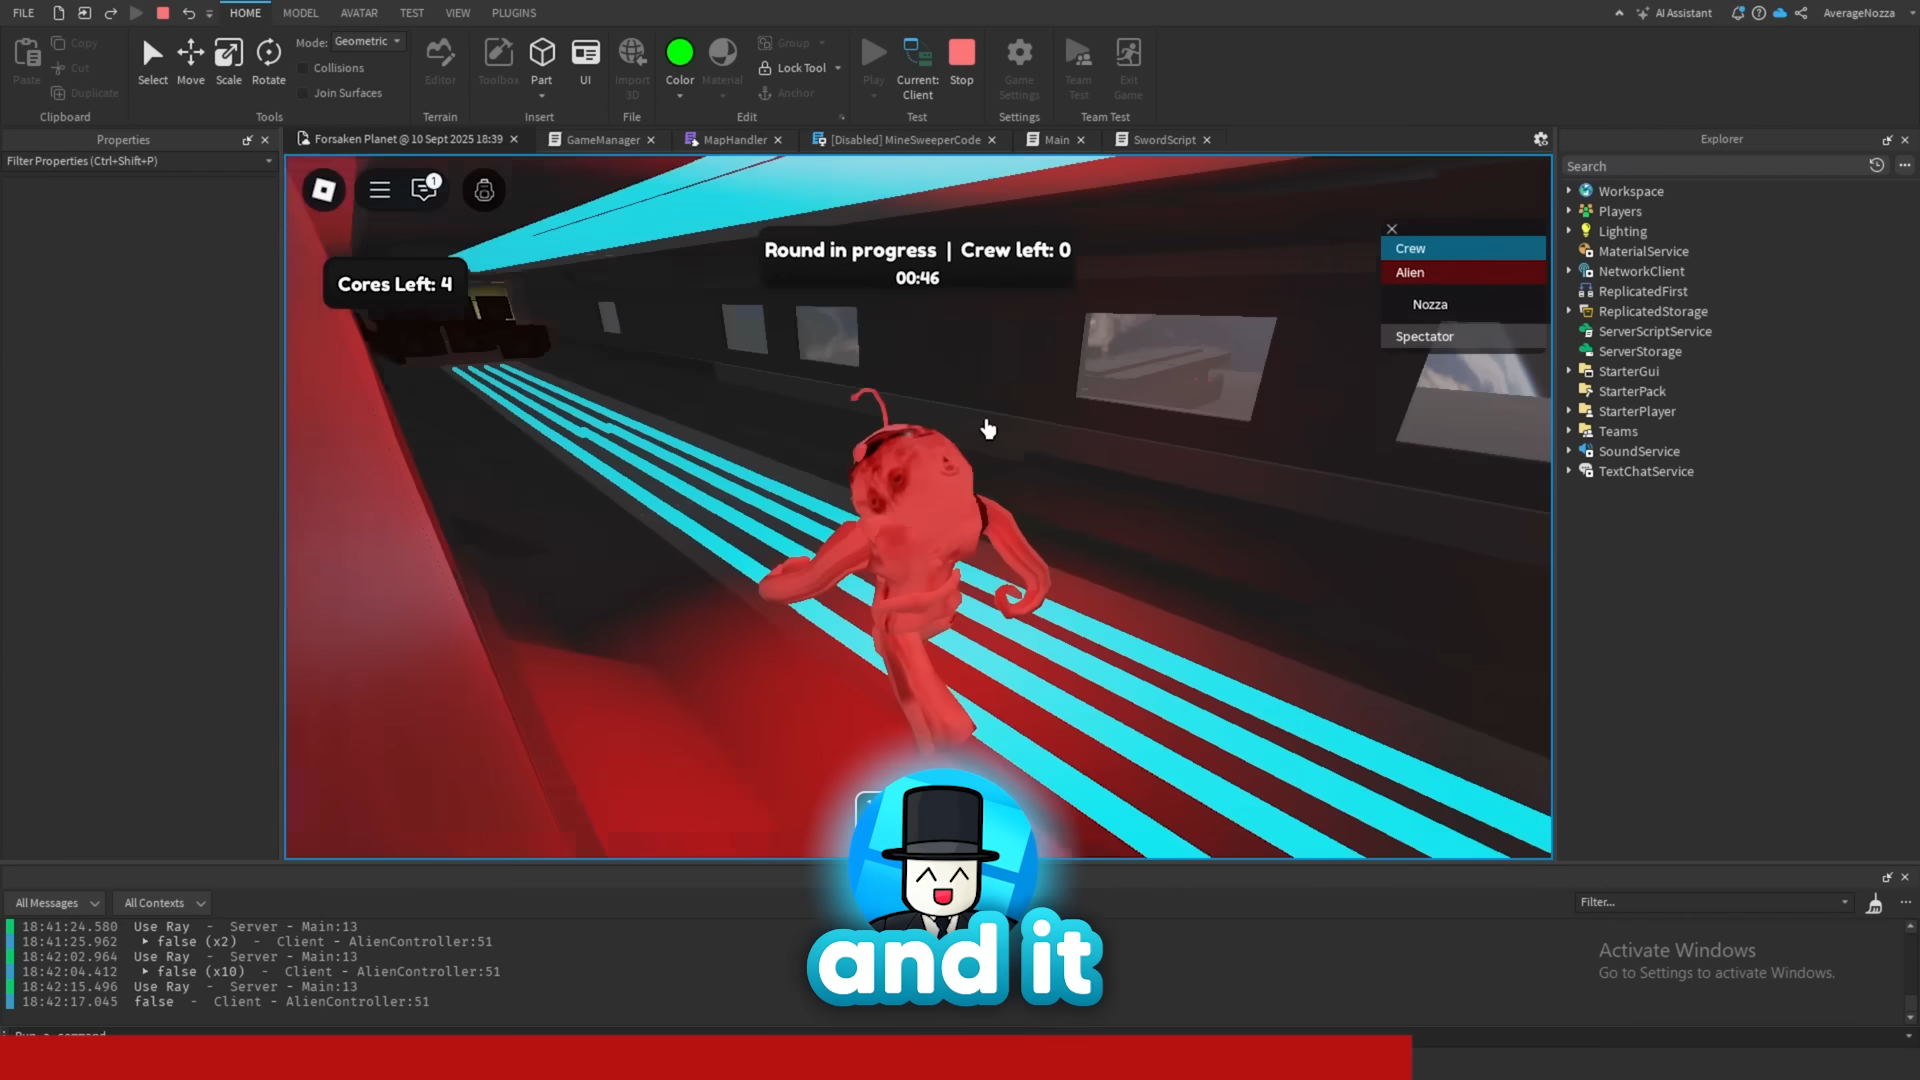 FILE
HOME
MODEL
AVATAR
TEST
VIEW
PLUGINS
AI Assistant
AverageNozza
Paste
Copy
Cut
Duplicate
Clipboard
Select
Move
Scale
Rotate
Mode:
Geometric
Collisions
Join Surfaces
Tools
Editor
Terrain
Toolbox
Part
UI
Insert
Import
3D
File
Color
Material
Group
Lock Tool
Anchor
Edit
Play
Current:
Client
Stop
Test
Game
Settings
Settings
Team
Test
Exit
Game
Team Test
Properties
Filter Properties (Ctrl+Shift+P)
Forsaken Planet @ 10 Sept 2025 18:39
GameManager
MapHandler
[Disabled] MineSweeperCode
Main
SwordScript
1
Cores Left: 4
Round in progress | Crew left: 0
00:46
Crew
Alien
Nozza
Spectator
Explorer
Search
Workspace
Players
Lighting
MaterialService
NetworkClient
ReplicatedFirst
ReplicatedStorage
ServerScriptService
ServerStorage
StarterGui
StarterPack
StarterPlayer
Teams
SoundService
TextChatService
All Messages
All Contexts
Filter...
18:41:24.580 Use Ray - Server - Main:13
18:41:25.962 false (x2) - Client - AlienController:51
18:42:02.964 Use Ray - Server - Main:13
18:42:04.412 false (x10) - Client - AlienController:51
18:42:15.496 Use Ray - Server - Main:13
18:42:17.045 false - Client - AlienController:51
and it
Activate Windows
Go to Settings to activate Windows.